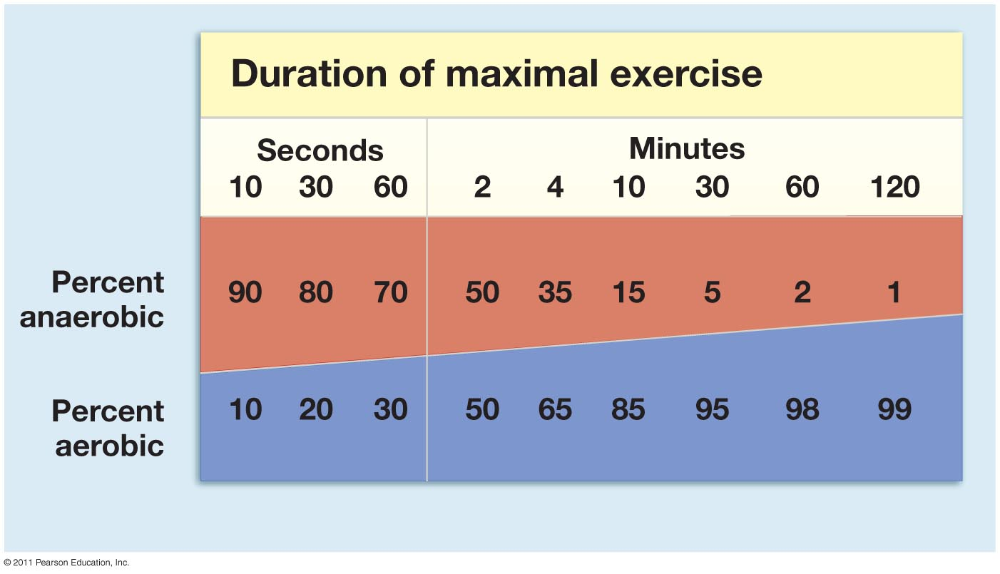 Duration of maximal exercise
Seconds Minutes
10 30 60 2 4 10 30 60 120
Percent
anaerobic
90 80 70 50 35 15 5 2 1
Percent
aerobic
10 20 30 50 65 85 95 98 99
© 2011 Pearson Education, Inc.